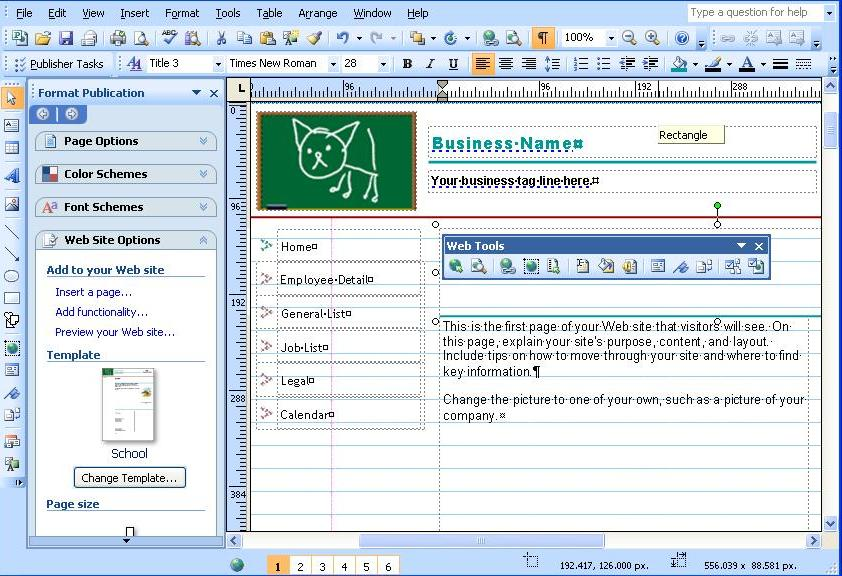 File Edit View Insert Format Tools Table Arrange Window Help Type a question for help
100%
Publisher Tasks Title 3 Times New Roman 28 B I U
Format Publication
Page Options
Color Schemes
Font Schemes
Web Site Options
Add to your Web site
Insert a page...
Add functionality...
Preview your Web site...
Template
School
Change Template...
Page size
L
96 96 192 288
0
96
192
288
384
Business·Name¤
Rectangle
Your·business·tag·line·here.¤
Home¤
Employee·Detail¤
General·List¤
Job·List¤
Legal¤
Calendar¤
Web Tools
This·is·the·first·page·of·your·Web·site·that·visitors·will·see.·On·
this·page,·explain·your·site's·purpose,·content,·and·layout.·
Include·tips·on·how·to·move·through·your·site·and·where·to·find·
key·information.¶
Change·the·picture·to·one·of·your·own,·such·as·a·picture·of·your·
company.¤
1 2 3 4 5 6
192.417, 126.000 px. 556.039 x 88.581 px.